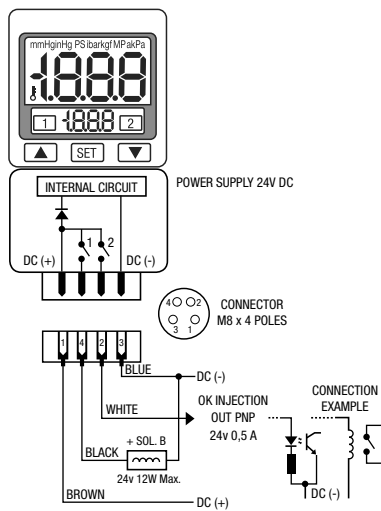 mmHginHg PSibarkgf MPakPa
-1.8.8.8
1 -1.8.8.8 2
SET
INTERNAL CIRCUIT
POWER SUPPLY 24V DC
1 2
DC (+) DC (-)
4 2
3 1
CONNECTOR
M8 x 4 POLES
1 4 2 3
BLUE
DC (-)
WHITE
OK INJECTION
OUT PNP
24v 0,5 A
CONNECTION
EXAMPLE
+ SOL. B
BLACK
24v 12W Max.
BROWN
DC (+)
DC (-)